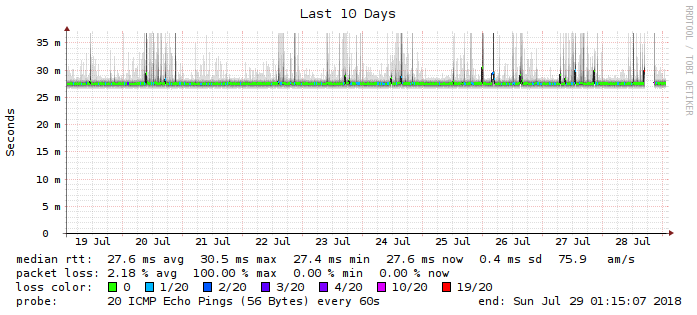 Last 10 Days
RRDTOOL / TOBI OETIKER
Seconds
35 m
30 m
25 m
20 m
15 m
10 m
5 m
0
19 Jul 20 Jul 21 Jul 22 Jul 23 Jul 24 Jul 25 Jul 26 Jul 27 Jul 28 Jul
median rtt: 27.6 ms avg 30.5 ms max 27.4 ms min 27.6 ms now 0.4 ms sd 75.9 am/s
packet loss: 2.18 % avg 100.00 % max 0.00 % min 0.00 % now
loss color: 0 1/20 2/20 3/20 4/20 10/20 19/20
probe: 20 ICMP Echo Pings (56 Bytes) every 60s end: Sun Jul 29 01:15:07 2018